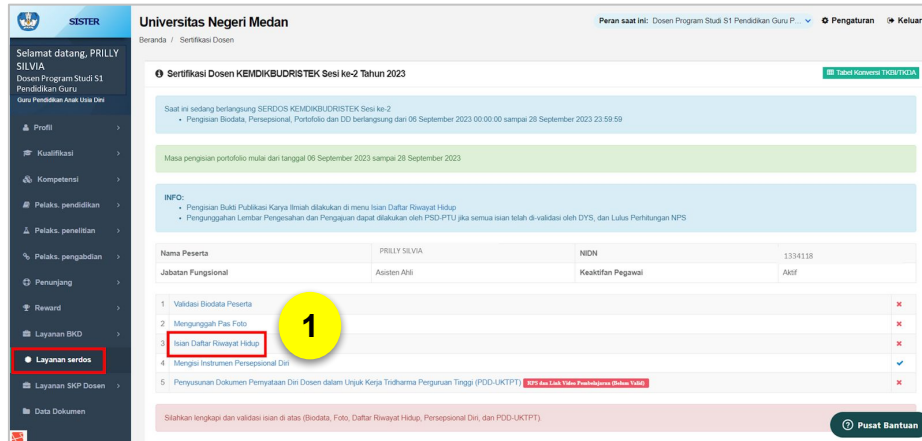 SISTER
Universitas Negeri Medan
Peran saat ini: Dosen Program Studi S1 Pendidikan Guru P...
Pengaturan
Keluar
Beranda / Sertifikasi Dosen
Selamat datang, PRILLY
SILVIA
Dosen Program Studi S1
Pendidikan Guru
Guru Pendidikan Anak Usia Dini
Profil
Kualifikasi
Kompetensi
Pelaks. pendidikan
Pelaks. penelitian
Pelaks. pengabdian
Penunjang
Reward
Layanan BKD
Layanan serdos
Layanan SKP Dosen
Data Dokumen
Sertifikasi Dosen KEMDIKBUDRISTEK Sesi ke-2 Tahun 2023
Tabel Konversi TKBI/TKDA
Saat ini sedang berlangsung SERDOS KEMDIKBUDRISTEK Sesi ke-2
• Pengisian Biodata, Persepsional, Portofolio dan DD berlangsung dari 06 September 2023 00:00:00 sampai 28 September 2023 23:59:59
Masa pengisian portofolio mulai dari tanggal 06 September 2023 sampai 28 September 2023
INFO:
• Pengisian Bukti Publikasi Karya Ilmiah dilakukan di menu Isian Daftar Riwayat Hidup
• Pengunggahan Lembar Pengesahan dan Pengajuan dapat dilakukan oleh PSD-PTU jika semua isian telah di-validasi oleh DYS, dan Lulus Perhitungan NPS
Nama Peserta PRILLY SILVIA NIDN 1334118
Jabatan Fungsional Asisten Ahli Keaktifan Pegawai Aktif
1 Validasi Biodata Peserta
2 Mengunggah Pas Foto
3 Isian Daftar Riwayat Hidup
1
4 Mengisi Instrumen Persepsional Diri
5 Penyusunan Dokumen Pernyataan Diri Dosen dalam Unjuk Kerja Tridharma Perguruan Tinggi (PDD-UKTPT) RPS dan Link Video Pembelajaran (Belum Valid)
Silahkan lengkapi dan validasi isian di atas (Biodata, Foto, Daftar Riwayat Hidup, Persepsional Diri, dan PDD-UKTPT).
Pusat Bantuan